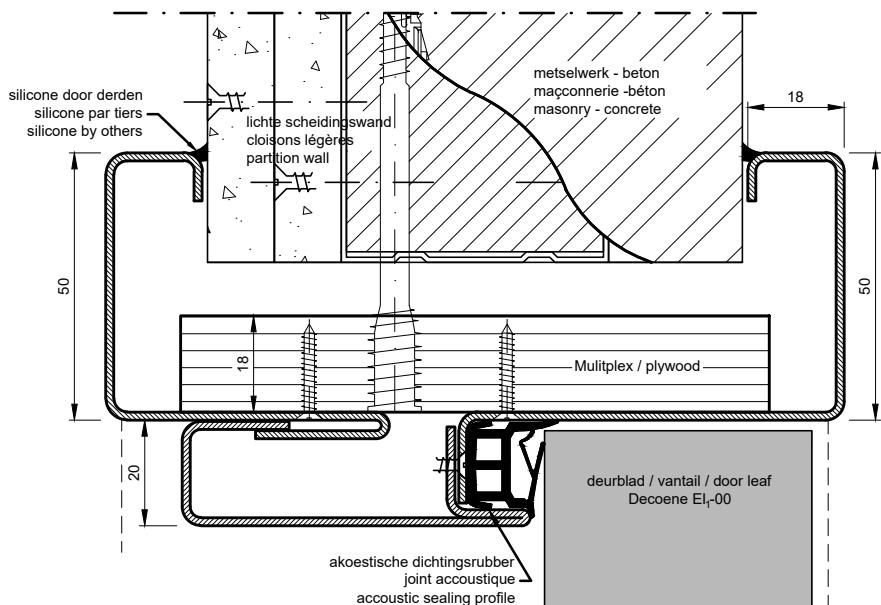 metselwerk - beton
maçconnerie -béton
masonry - concrete
18
silicone door derden
silicone par tiers
silicone by others
lichte scheidingswand
cloisons légères
partition wall
50
50
18
Mulitplex / plywood
20
deurblad / vantail / door leaf
Decoene EI₁-00
akoestische dichtingsrubber
joint accoustique
accoustic sealing profile